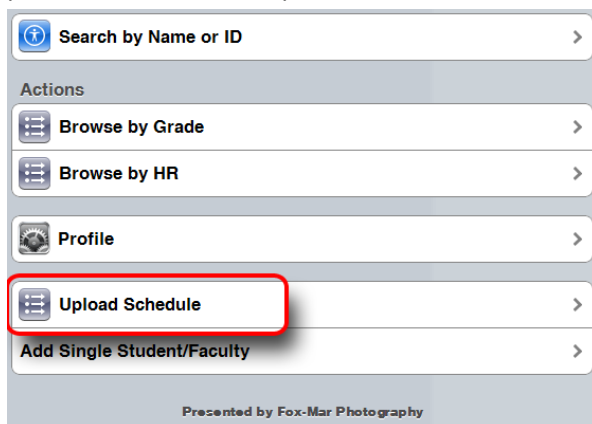 Search by Name or ID
Actions
Browse by Grade
Browse by HR
Profile
Upload Schedule
Add Single Student/Faculty
Presented by Fox-Mar Photography